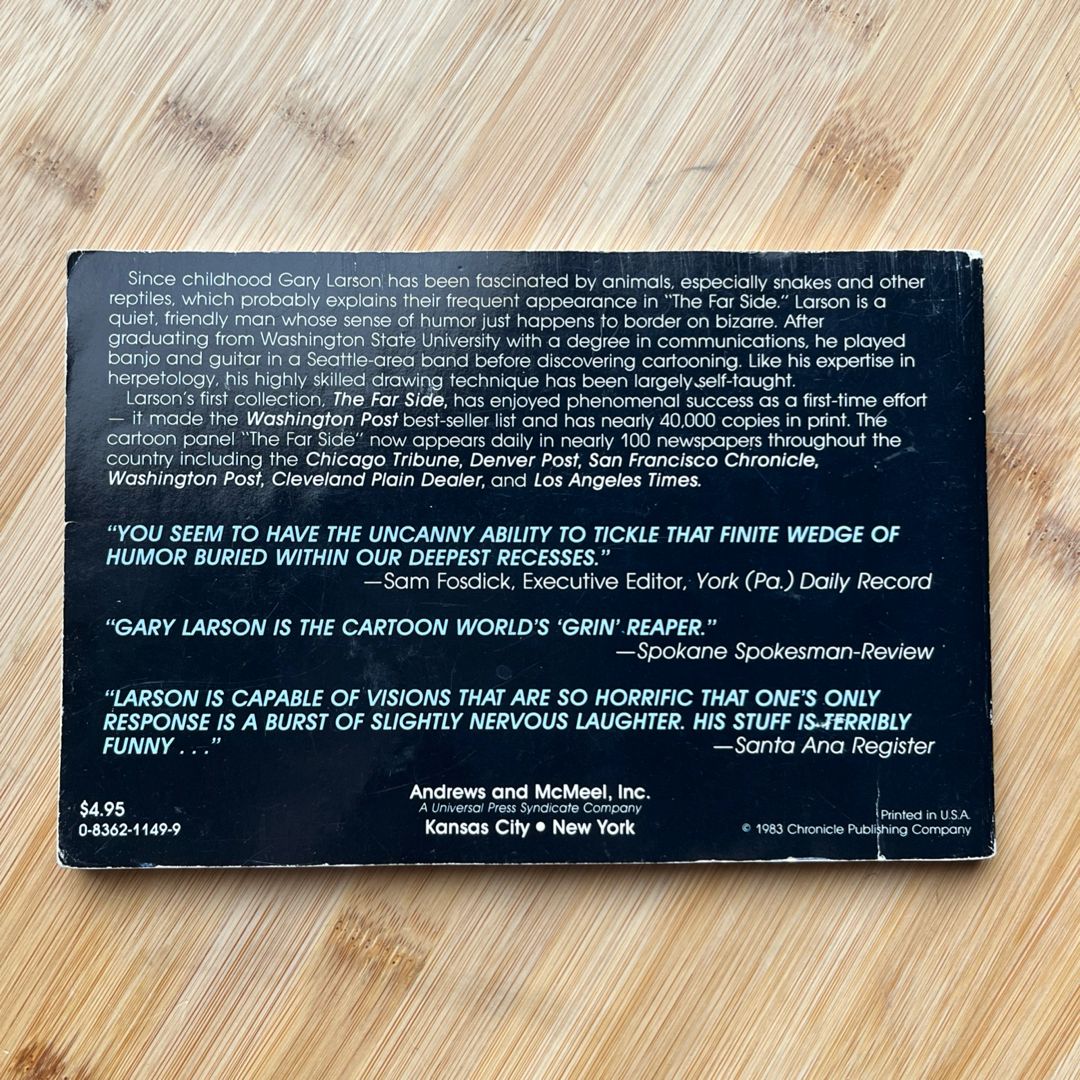 Since childhood Gary Larson has been fascinated by animals, especially snakes and other
reptiles, which probably explains their frequent appearance in "The Far Side." Larson is a
quiet, friendly man whose sense of humor just happens to border on bizarre. After
graduating from Washington State University with a degree in communications, he played
banjo and guitar in a Seattle-area band before discovering cartooning. Like his expertise in
herpetology, his highly skilled drawing technique has been largely self-taught.
Larson's first collection, The Far Side, has enjoyed phenomenal success as a first-time effort
— it made the Washington Post best-seller list and has nearly 40,000 copies in print. The
cartoon panel "The Far Side" now appears daily in nearly 100 newspapers throughout the
country including the Chicago Tribune, Denver Post, San Francisco Chronicle,
Washington Post, Cleveland Plain Dealer, and Los Angeles Times.
"YOU SEEM TO HAVE THE UNCANNY ABILITY TO TICKLE THAT FINITE WEDGE OF
HUMOR BURIED WITHIN OUR DEEPEST RECESSES."
—Sam Fosdick, Executive Editor, York (Pa.) Daily Record
"GARY LARSON IS THE CARTOON WORLD'S 'GRIN' REAPER."
—Spokane Spokesman-Review
"LARSON IS CAPABLE OF VISIONS THAT ARE SO HORRIFIC THAT ONE'S ONLY
RESPONSE IS A BURST OF SLIGHTLY NERVOUS LAUGHTER. HIS STUFF IS TERRIBLY
FUNNY . . ."
—Santa Ana Register
Andrews and McMeel, Inc.
A Universal Press Syndicate Company
Kansas City • New York
$4.95
0-8362-1149-9
Printed in U.S.A.
© 1983 Chronicle Publishing Company